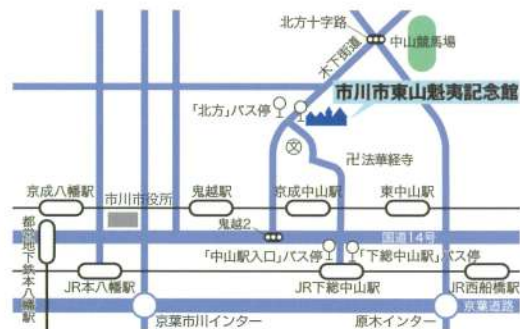 北方十字路
中山競馬場
木下街道
市川市東山魁夷記念館
「北方」バス停
文
卍法華経寺
京成八幡駅
市川市役所
鬼越駅
京成中山駅
東中山駅
都営地下鉄本八幡駅
鬼越2
国道14号
「中山駅入口」バス停
「下総中山駅」バス停
JR本八幡駅
JR下総中山駅
JR西船橋駅
京葉道路
京葉市川インター
原木インター